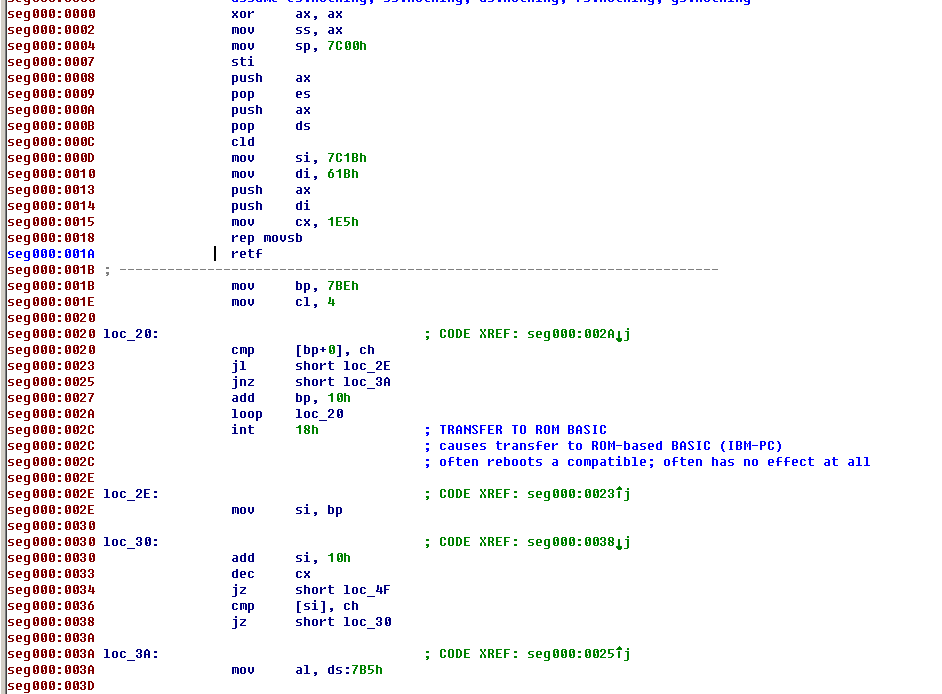 seg000:0000 xor ax, ax
seg000:0002 mov ss, ax
seg000:0004 mov sp, 7C00h
seg000:0007 sti
seg000:0008 push ax
seg000:0009 pop es
seg000:000A push ax
seg000:000B pop ds
seg000:000C cld
seg000:000D mov si, 7C1Bh
seg000:0010 mov di, 61Bh
seg000:0013 push ax
seg000:0014 push di
seg000:0015 mov cx, 1E5h
seg000:0018 rep movsb
seg000:001A retf
seg000:001B ; ---------------------------------------------------------------------------
seg000:001B mov bp, 7BEh
seg000:001E mov cl, 4
seg000:0020
seg000:0020 loc_20: ; CODE XREF: seg000:002A↓j
seg000:0020 cmp [bp+0], ch
seg000:0023 jl short loc_2E
seg000:0025 jnz short loc_3A
seg000:0027 add bp, 10h
seg000:002A loop loc_20
seg000:002C int 18h ; TRANSFER TO ROM BASIC
seg000:002C ; causes transfer to ROM-based BASIC (IBM-PC)
seg000:002C ; often reboots a compatible; often has no effect at all
seg000:002E
seg000:002E loc_2E: ; CODE XREF: seg000:0023↑j
seg000:002E mov si, bp
seg000:0030
seg000:0030 loc_30: ; CODE XREF: seg000:0038↓j
seg000:0030 add si, 10h
seg000:0033 dec cx
seg000:0034 jz short loc_4F
seg000:0036 cmp [si], ch
seg000:0038 jz short loc_30
seg000:003A
seg000:003A loc_3A: ; CODE XREF: seg000:0025↑j
seg000:003A mov al, ds:7B5h
seg000:003D